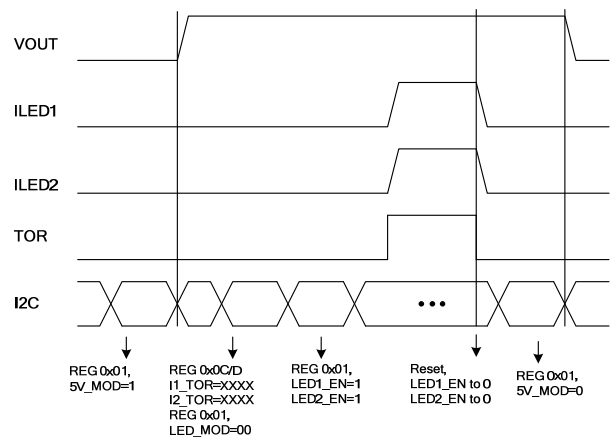 VOUT
ILED1
ILED2
TOR
I2C
•••
REG 0x01,
5V_MOD=1
REG 0x0C/D
I1_TOR=XXXX
I2_TOR=XXXX
REG 0x01,
LED_MOD=00
REG 0x01,
LED1_EN=1
LED2_EN=1
Reset,
LED1_EN to 0
LED2_EN to 0
REG 0x01,
5V_MOD=0